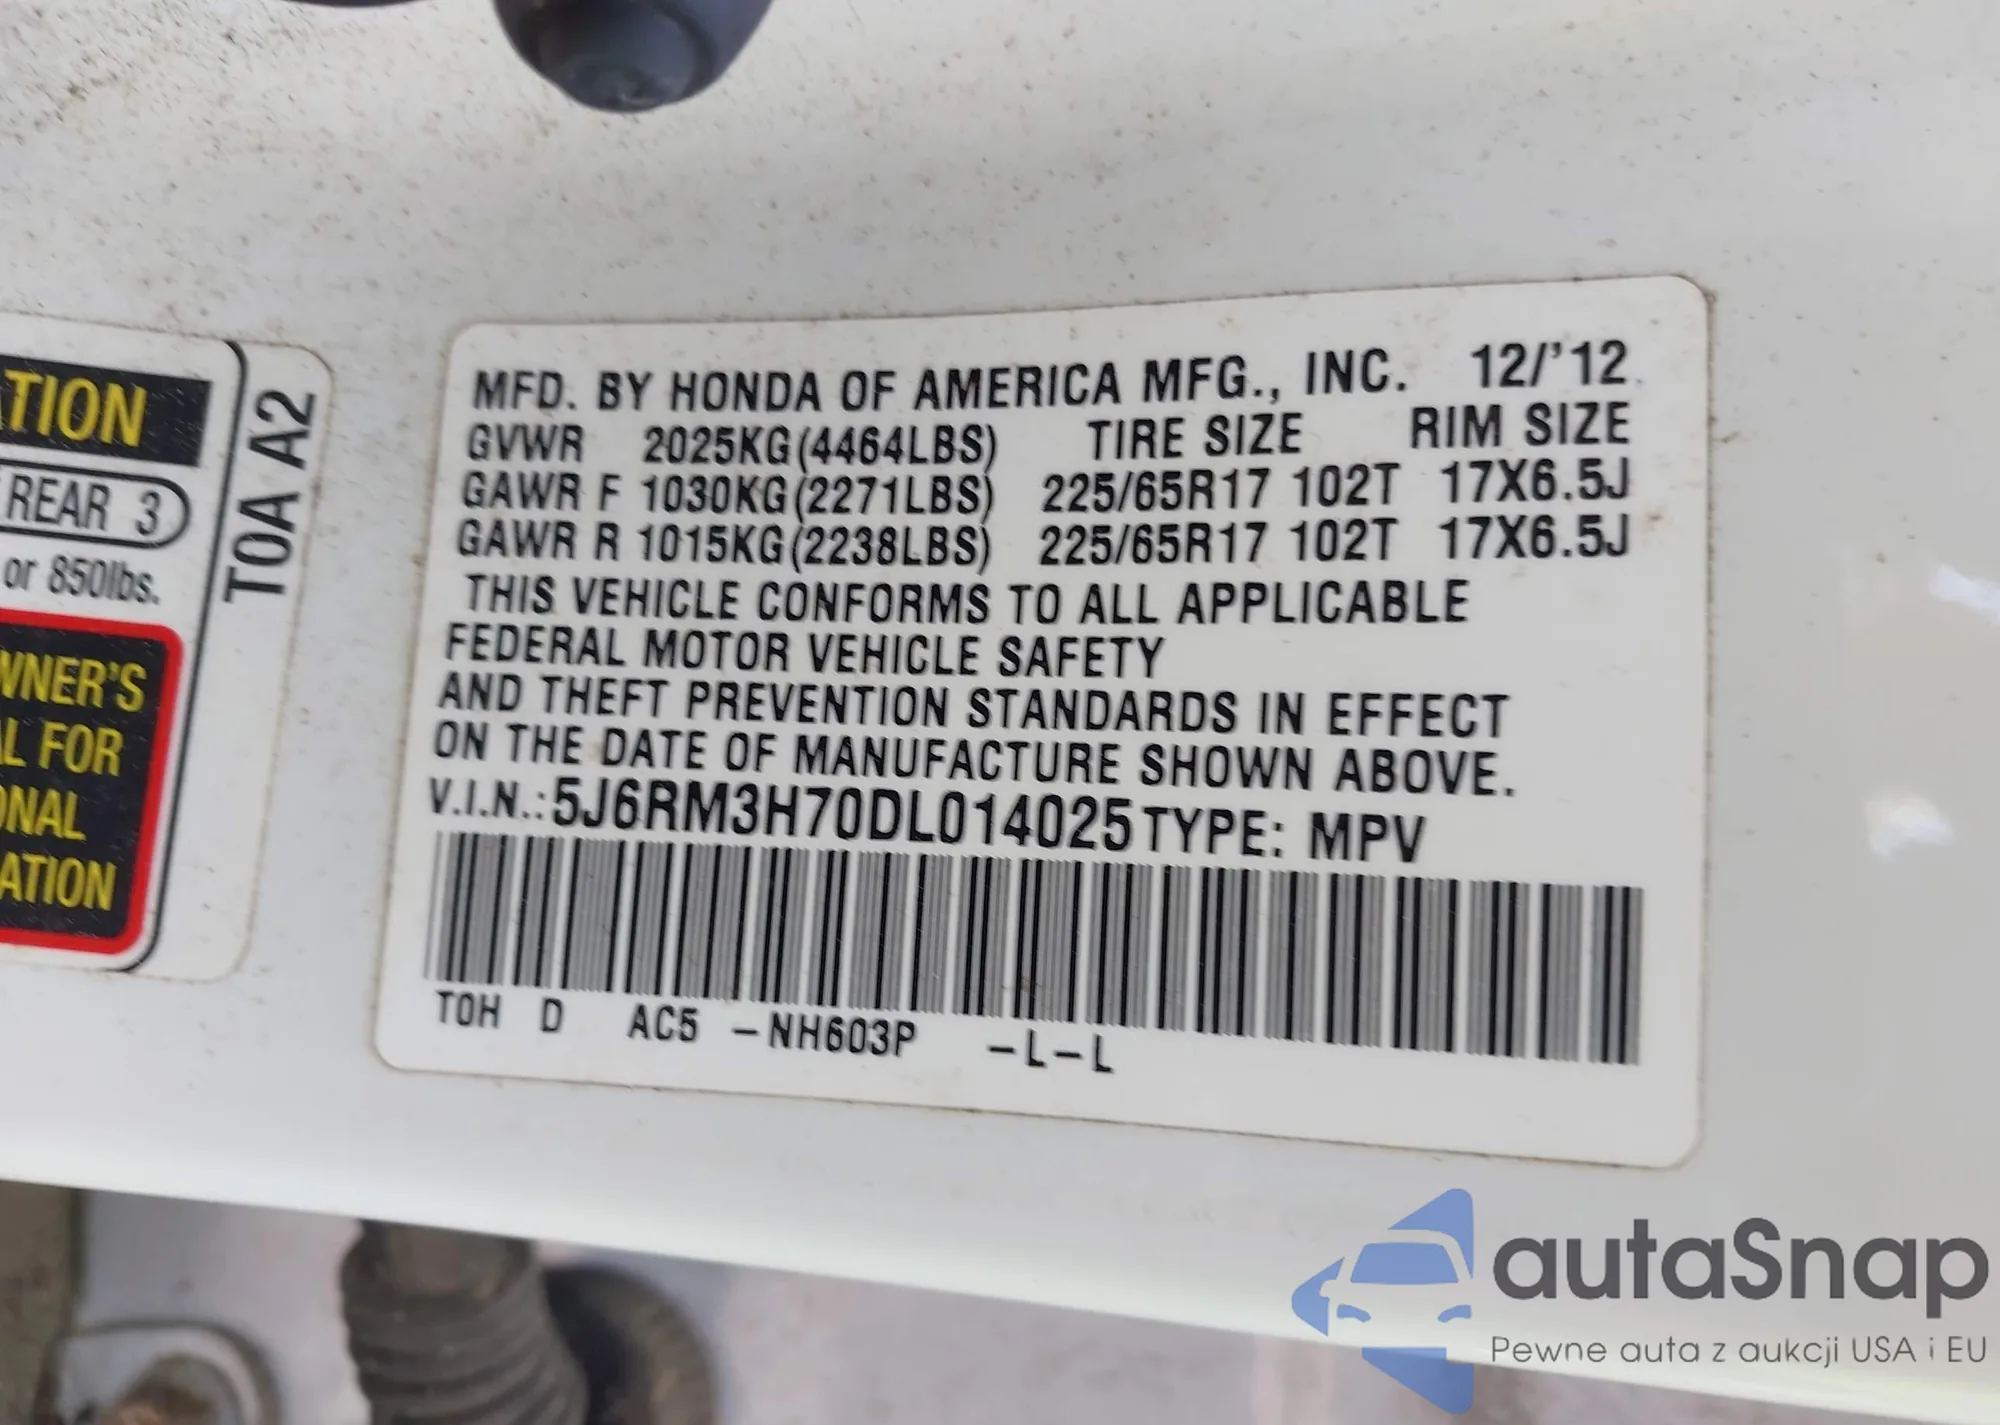 TION
REAR 3
or 850lbs.
WNER'S
L FOR
ONAL
ATION
T0A A2
MFD. BY HONDA OF AMERICA MFG., INC. 12/'12
GVWR 2025KG(4464LBS) TIRE SIZE RIM SIZE
GAWR F 1030KG(2271LBS) 225/65R17 102T 17X6.5J
GAWR R 1015KG(2238LBS) 225/65R17 102T 17X6.5J
THIS VEHICLE CONFORMS TO ALL APPLICABLE
FEDERAL MOTOR VEHICLE SAFETY
AND THEFT PREVENTION STANDARDS IN EFFECT
ON THE DATE OF MANUFACTURE SHOWN ABOVE.
V.I.N.: 5J6RM3H70DL014025 TYPE: MPV
T0H D AC5 -NH603P -L-L
autaSnap
Pewne auta z aukcji USA i EU